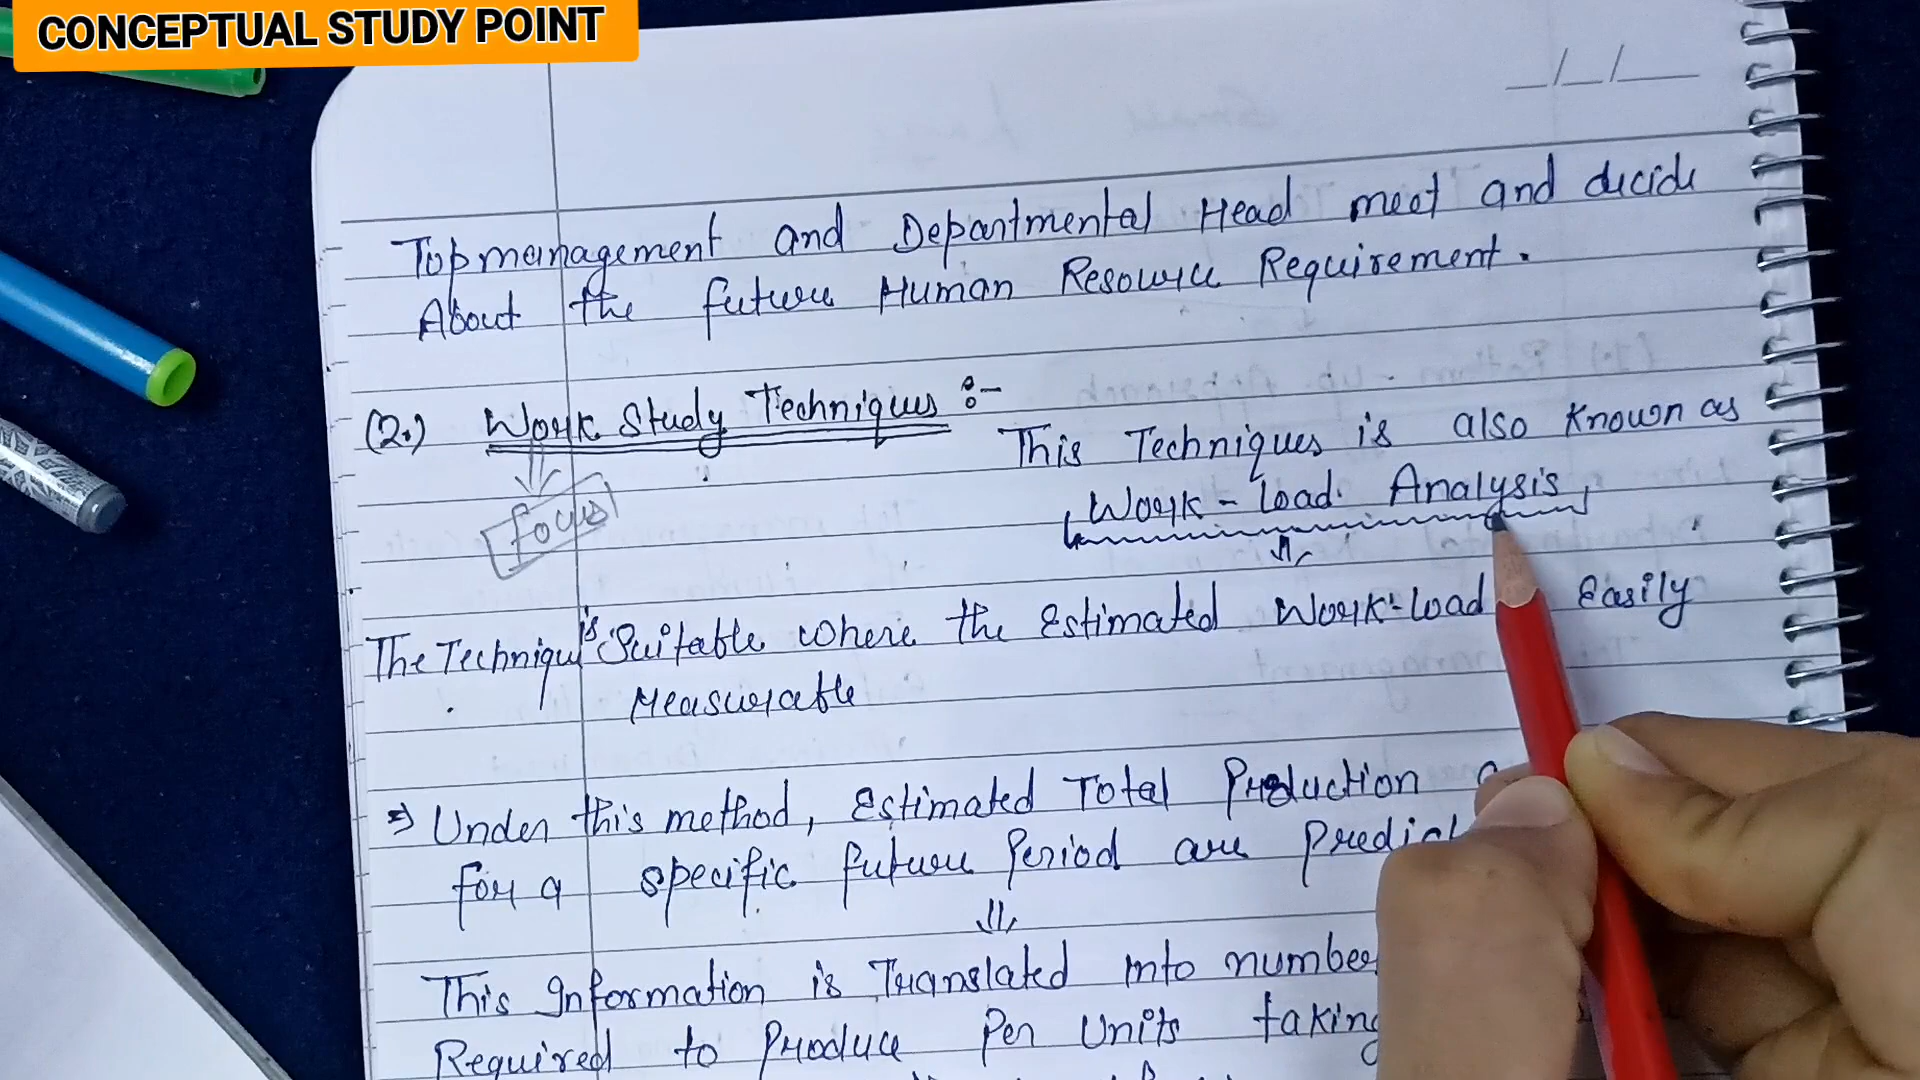 CONCEPTUAL STUDY POINT
_/_/__
Top management and Departmental Head meet and decide
About the future Human Resource Requirement.
(2.) Work Study Techniques :-
This Techniques is also known as
Work-load Analysis,
focus
The Technique is Suitable where the Estimated Work-load Easily
Measurable
⇒ Under this method, Estimated Total Production
for a specific future Period are
This Information is Translated into
Required to Produce Per Units taking